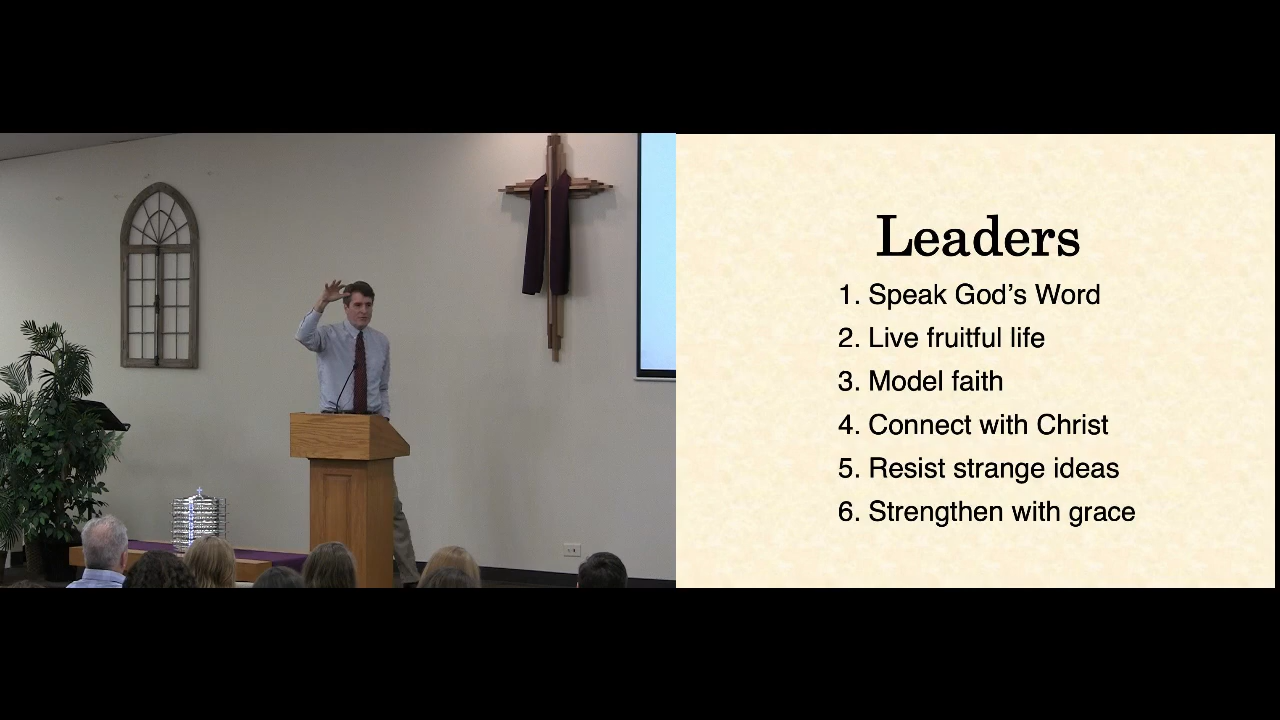 Leaders
1. Speak God’s Word
2. Live fruitful life
3. Model faith
4. Connect with Christ
5. Resist strange ideas
6. Strengthen with grace